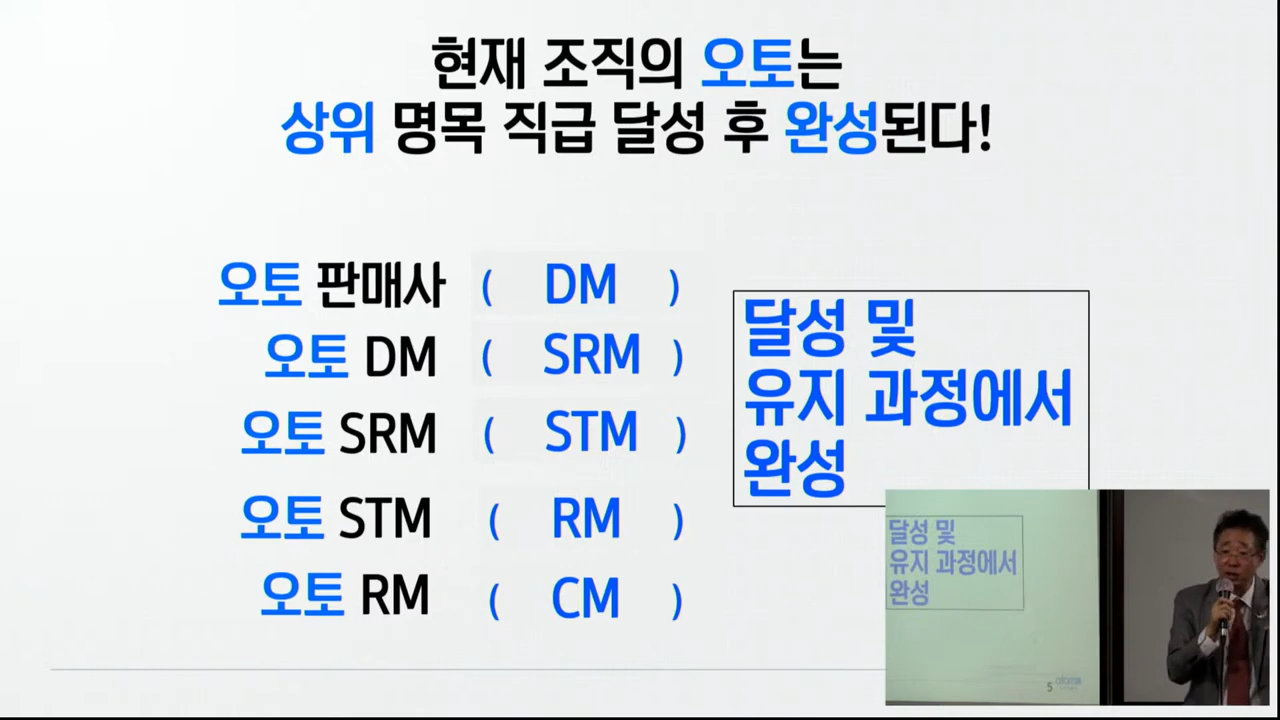 현재 조직의 오토는
상위 명목 직급 달성 후 완성된다!
오토 판매사 ( DM )
오토 DM ( SRM )
오토 SRM ( STM )
오토 STM ( RM )
오토 RM ( CM )
달성 및
유지 과정에서
완성
달성 및
유지 과정에서
완성
5